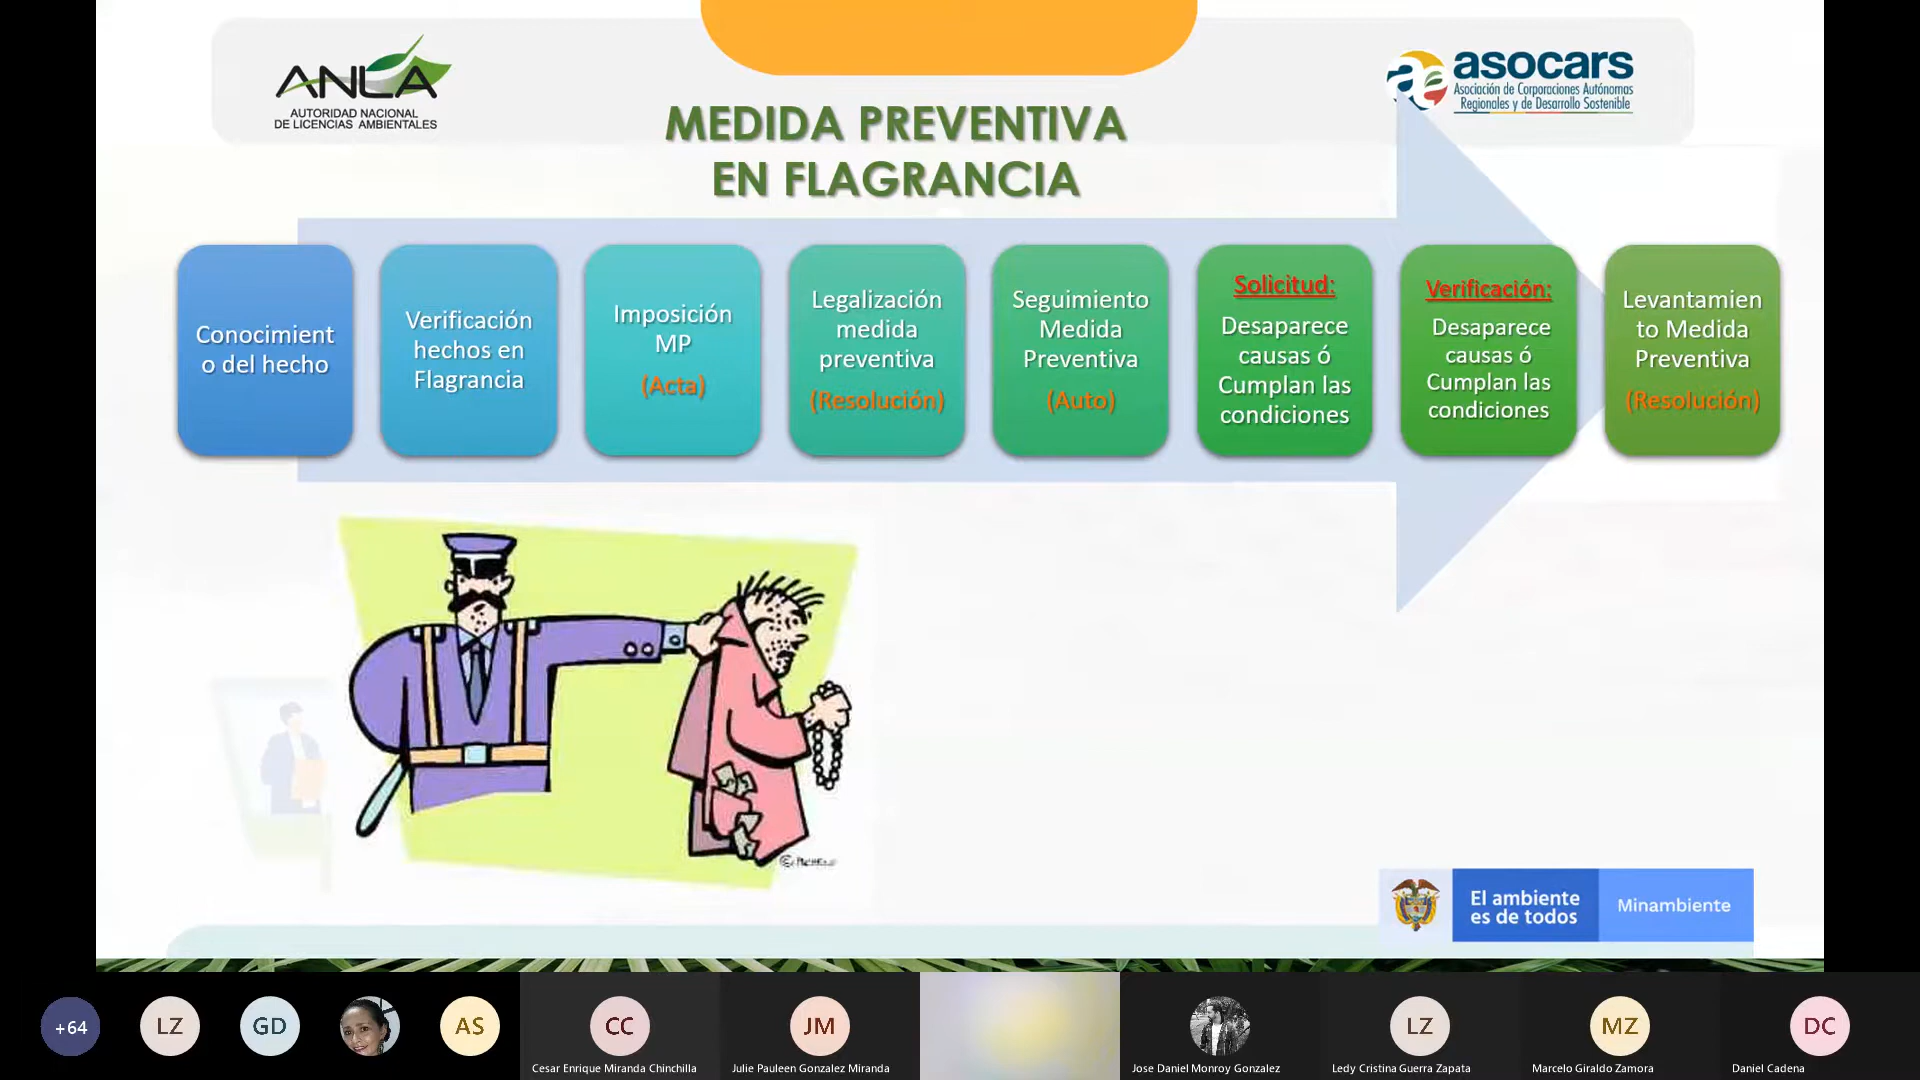 ANLA
AUTORIDAD NACIONAL
DE LICENCIAS AMBIENTALES
asocars
Asociación de Corporaciones Autónomas
Regionales y de Desarrollo Sostenible
MEDIDA PREVENTIVA
EN FLAGRANCIA
Conocimient
o del hecho
Verificación
hechos en
Flagrancia
Imposición
MP
(Acta)
Legalización
medida
preventiva
(Resolución)
Seguimiento
Medida
Preventiva
(Auto)
Solicitud:
Desaparece
causas ó
Cumplan las
condiciones
Verificación:
Desaparece
causas ó
Cumplan las
condiciones
Levantamien
to Medida
Preventiva
(Resolución)
El ambiente
es de todos
Minambiente
+64
LZ
GD
AS
CC
Cesar Enrique Miranda Chinchilla
JM
Julie Pauleen Gonzalez Miranda
Jose Daniel Monroy Gonzalez
LZ
Ledy Cristina Guerra Zapata
MZ
Marcelo Giraldo Zamora
DC
Daniel Cadena